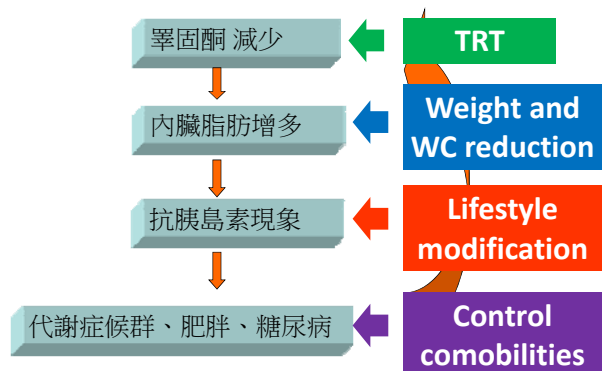 睪固酮 減少
TRT
內臟脂肪增多
Weight and
WC reduction
抗胰島素現象
Lifestyle
modification
代謝症候群、肥胖、糖尿病
Control
comobilities